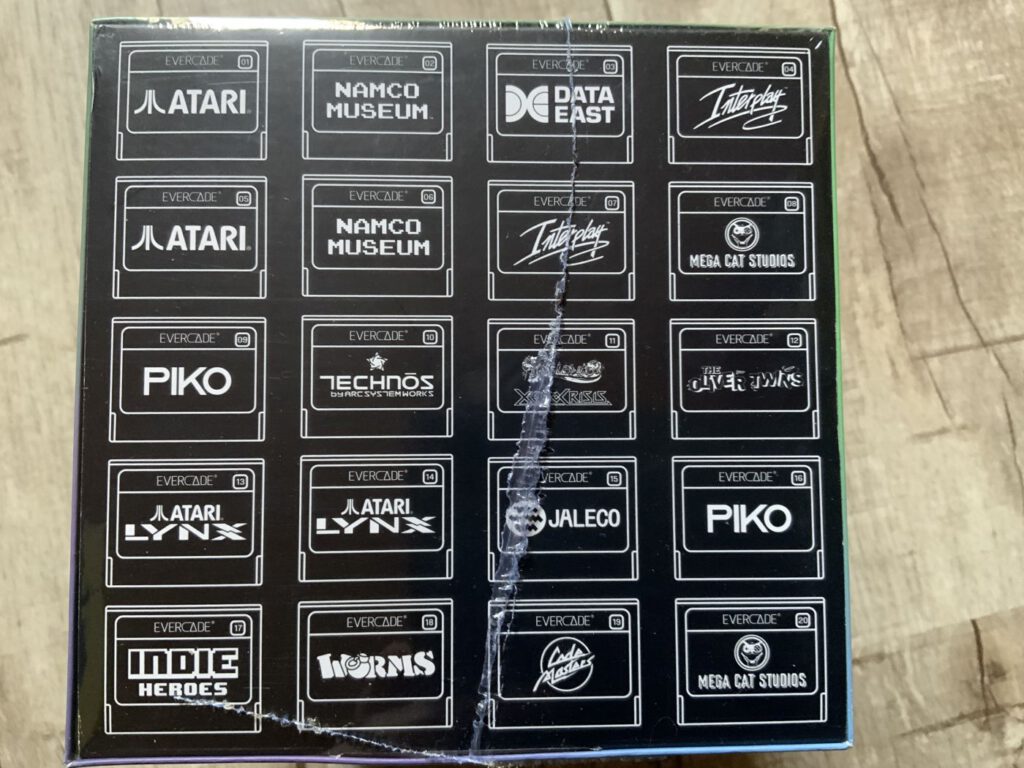 EVERCADE 01
ATARI
EVERCADE 02
NAMCO
MUSEUM
EVERCADE 03
DATA
EAST
EVERCADE 04
Interplay
EVERCADE 05
ATARI
EVERCADE 06
NAMCO
MUSEUM
EVERCADE 07
Interplay
EVERCADE 08
MEGA CAT STUDIOS
EVERCADE 09
PIKO
EVERCADE 10
TECHNŌS
BY ARC SYSTEM WORKS
EVERCADE 11
EVERCADE 12
THE
OLIVER TWINS
EVERCADE 13
ATARI
LYNX
EVERCADE 14
ATARI
LYNX
EVERCADE 15
JALECO
EVERCADE 16
PIKO
EVERCADE 17
INDIE
HEROES
EVERCADE 18
WORMS
EVERCADE 19
Code
Masters
EVERCADE 20
MEGA CAT STUDIOS